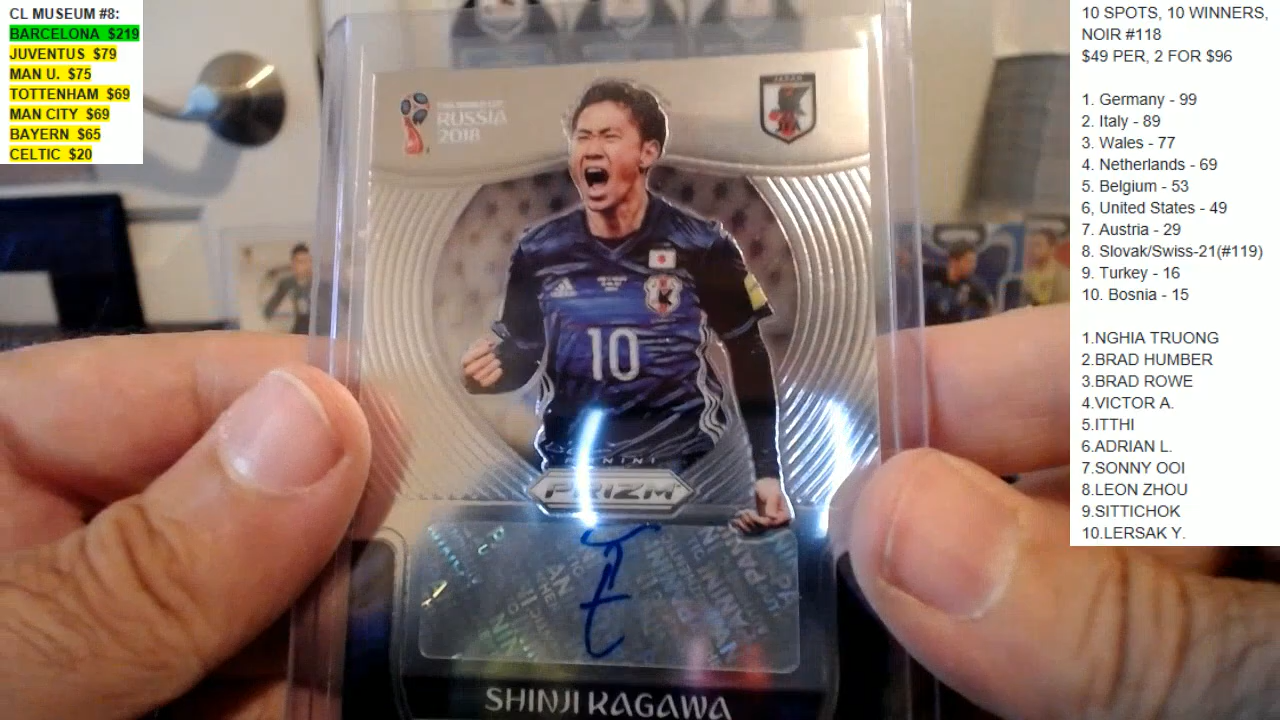 CL MUSEUM #8:
BARCELONA $219
JUVENTUS $79
MAN U. $75
TOTTENHAM $69
MAN CITY $69
BAYERN $65
CELTIC $20
RUSSIA
2018
JAPAN
10
PANINI
PRIZM
SHINJI KAGAWA
10 SPOTS, 10 WINNERS,
NOIR #118
$49 PER, 2 FOR $96
1. Germany - 99
2. Italy - 89
3. Wales - 77
4. Netherlands - 69
5. Belgium - 53
6, United States - 49
7. Austria - 29
8. Slovak/Swiss-21(#119)
9. Turkey - 16
10. Bosnia - 15
1.NGHIA TRUONG
2.BRAD HUMBER
3.BRAD ROWE
4.VICTOR A.
5.ITTHI
6.ADRIAN L.
7.SONNY OOI
8.LEON ZHOU
9.SITTICHOK
10.LERSAK Y.